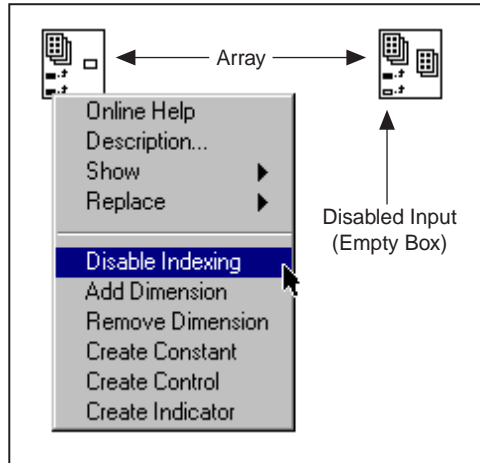 Array
Online Help
Description...
Show
Replace
Disable Indexing
Add Dimension
Remove Dimension
Create Constant
Create Control
Create Indicator
Disabled Input
(Empty Box)